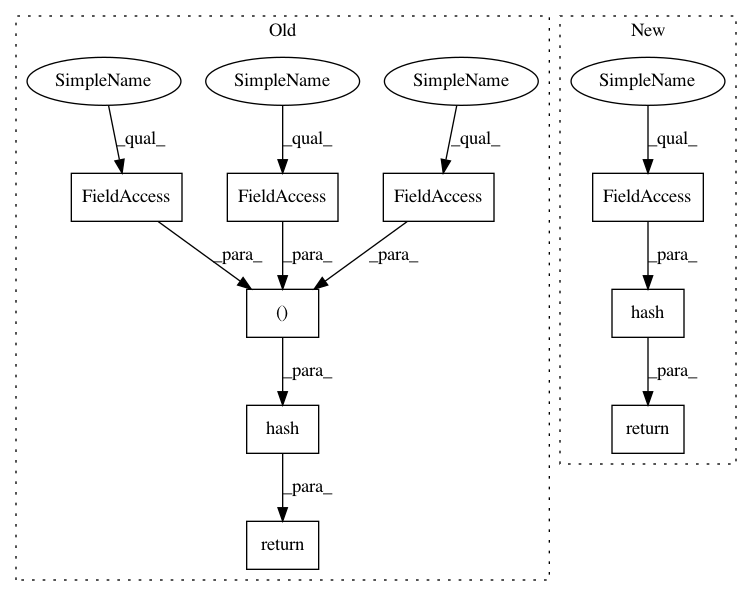 Old
New
SimpleName
SimpleName
SimpleName
SimpleName
_qual_
_qual_
_qual_
_qual_
FieldAccess
FieldAccess
FieldAccess
FieldAccess
_para_
_para_
_para_
_para_
()
hash
_para_
_para_
hash
return
_para_
return